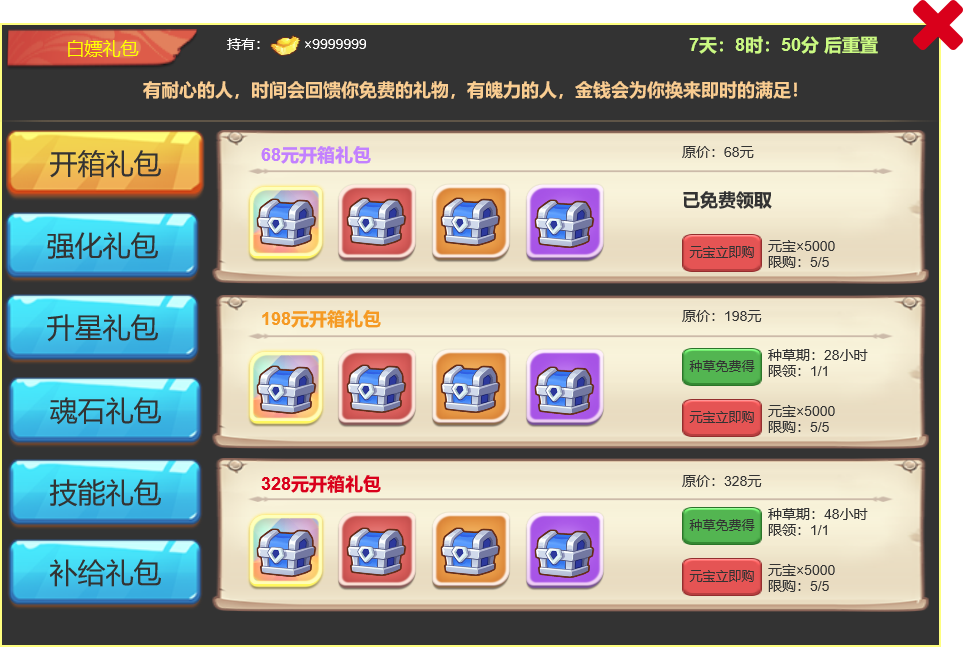 白嫖礼包
持有： ×9999999
7天：8时：50分 后重置
有耐心的人，时间会回馈你免费的礼物，有魄力的人，金钱会为你换来即时的满足！
开箱礼包
强化礼包
升星礼包
魂石礼包
技能礼包
补给礼包
68元开箱礼包
原价：68元
已免费领取
元宝立即购
元宝×5000
限购：5/5
198元开箱礼包
原价：198元
种草免费得
种草期：28小时
限领：1/1
元宝立即购
元宝×5000
限购：5/5
328元开箱礼包
原价：328元
种草免费得
种草期：48小时
限领：1/1
元宝立即购
元宝×5000
限购：5/5